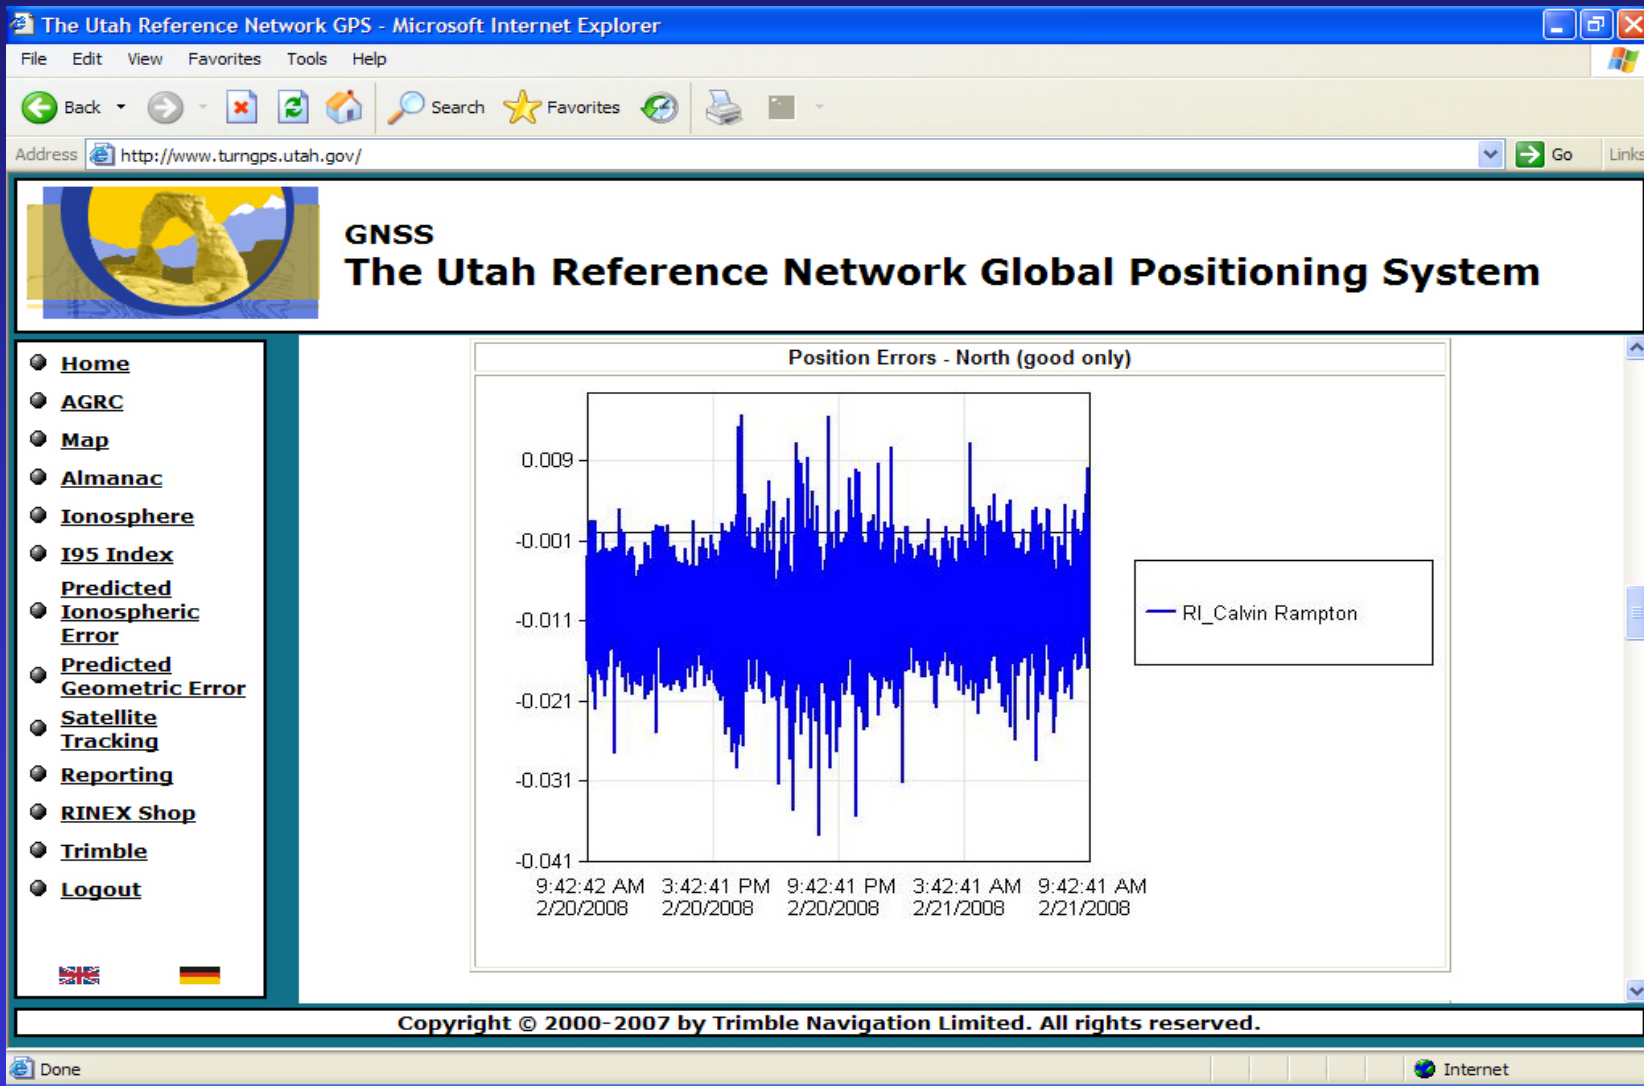 The Utah Reference Network GPS - Microsoft Internet Explorer
File Edit View Favorites Tools Help
Back Search Favorites
Address http://www.turngps.utah.gov/ Go Links
GNSS
The Utah Reference Network Global Positioning System
Home
AGRC
Map
Almanac
Ionosphere
I95 Index
Predicted
Ionospheric
Error
Predicted
Geometric Error
Satellite
Tracking
Reporting
RINEX Shop
Trimble
Logout
Position Errors - North (good only)
0.009
-0.001
-0.011
-0.021
-0.031
-0.041
9:42:42 AM 3:42:41 PM 9:42:41 PM 3:42:41 AM 9:42:41 AM
2/20/2008 2/20/2008 2/20/2008 2/21/2008 2/21/2008
RI_Calvin Rampton
Copyright © 2000-2007 by Trimble Navigation Limited. All rights reserved.
Done Internet